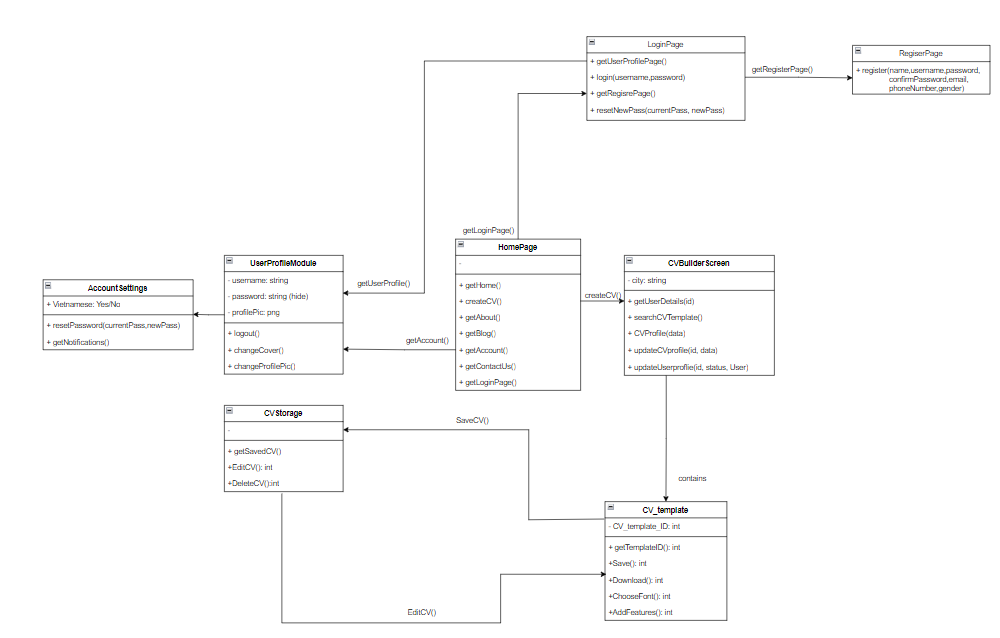 LoginPage
+ getUserProfilePage()
+ login(username,password)
+ getRegisrePage()
+ resetNewPass(currentPass, newPass)
getRegisterPage()
RegiserPage
+ register(name,username,password,
confirmPassword,email,
phoneNumber,gender)
getLoginPage()
HomePage
-
+ getHome()
+ createCV()
+ getAbout()
+ getBlog()
+ getAccount()
+ getContactUs()
+ getLoginPage()
getUserProfile()
getAccount()
createCV()
CVBuilderScreen
- city: string
+ getUserDetails(id)
+ searchCVTemplate()
+ CVProfile(data)
+ updateCVprofile(id, data)
+ updateUserproflie(id, status, User)
UserProfileModule
- username: string
- password: string (hide)
- profilePic: png
+ logout()
+ changeCover()
+ changeProfilePic()
AccountSettings
+ Vietnamese: Yes/No
+ resetPassword(currentPass,newPass)
+ getNotifications()
CVStorage
-
+ getSavedCV()
+EditCV(): int
+DeleteCV():int
SaveCV()
contains
CV_template
- CV_template_ID: int
+ getTemplateID(): int
+Save(): int
+Download(): int
+ChooseFont(): int
+AddFeatures(): int
EditCV()